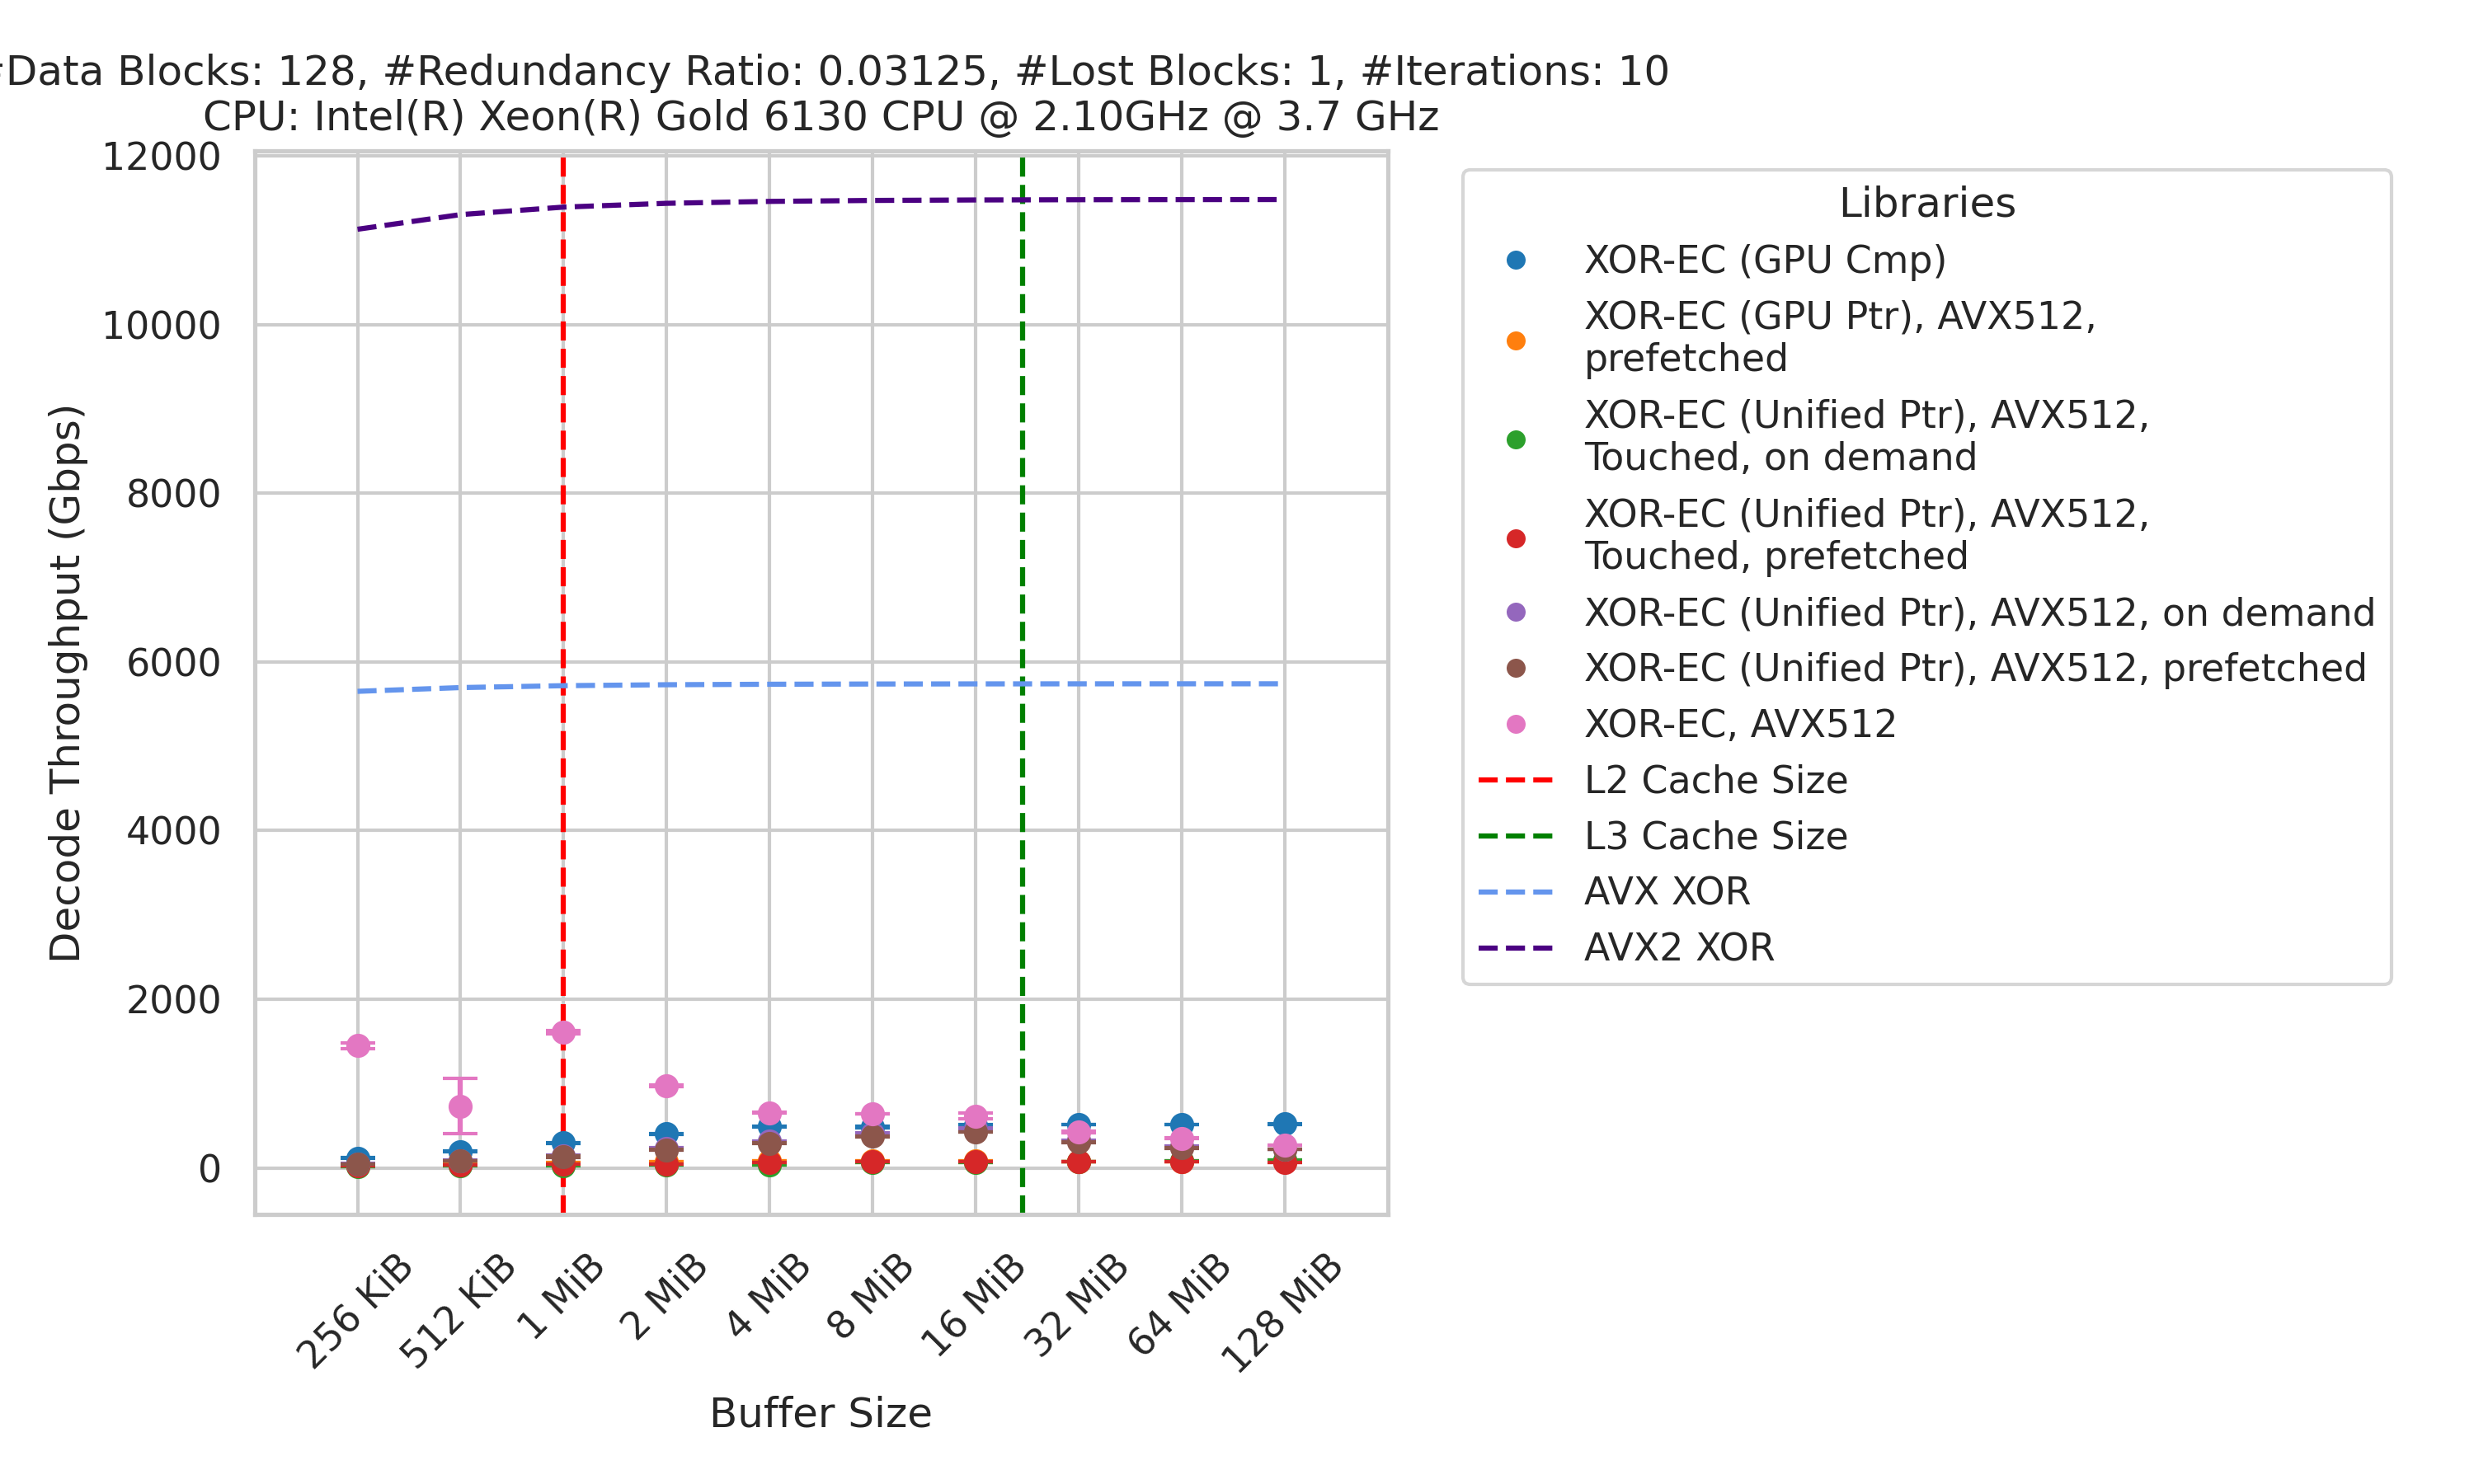 #Data Blocks: 128, #Redundancy Ratio: 0.03125, #Lost Blocks: 1, #Iterations: 10
CPU: Intel(R) Xeon(R) Gold 6130 CPU @ 2.10GHz @ 3.7 GHz
12000
10000
8000
6000
4000
2000
0
Decode Throughput (Gbps)
256 KiB
512 KiB
1 MiB
2 MiB
4 MiB
8 MiB
16 MiB
32 MiB
64 MiB
128 MiB
Buffer Size
Libraries
XOR-EC (GPU Cmp)
XOR-EC (GPU Ptr), AVX512,
prefetched
XOR-EC (Unified Ptr), AVX512,
Touched, on demand
XOR-EC (Unified Ptr), AVX512,
Touched, prefetched
XOR-EC (Unified Ptr), AVX512, on demand
XOR-EC (Unified Ptr), AVX512, prefetched
XOR-EC, AVX512
L2 Cache Size
L3 Cache Size
AVX XOR
AVX2 XOR